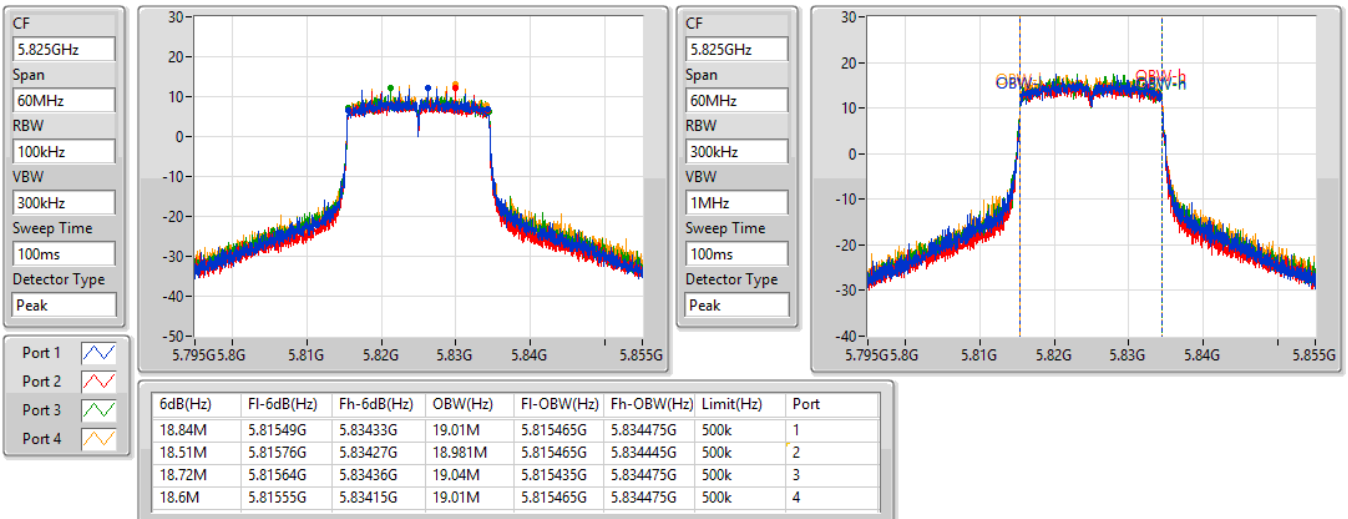 CF
5.825GHz
Span
60MHz
RBW
100kHz
VBW
300kHz
Sweep Time
100ms
Detector Type
Peak
30-
20-
10-
0-
-10-
-20-
-30-
-40-
-50-
5.795G 5.8G 5.81G 5.82G 5.83G 5.84G 5.855G
CF
5.825GHz
Span
60MHz
RBW
300kHz
VBW
1MHz
Sweep Time
100ms
Detector Type
Peak
30-
20-
10-
0-
-10-
-20-
-30-
-40-
OBW-h
5.795G 5.8G 5.81G 5.82G 5.83G 5.84G 5.855G
Port 1
Port 2
Port 3
Port 4
6dB(Hz) Fl-6dB(Hz) Fh-6dB(Hz) OBW(Hz) Fl-OBW(Hz) Fh-OBW(Hz) Limit(Hz) Port
18.84M 5.81549G 5.83433G 19.01M 5.815465G 5.834475G 500k 1
18.51M 5.81576G 5.83427G 18.981M 5.815465G 5.834445G 500k 2
18.72M 5.81564G 5.83436G 19.04M 5.815435G 5.834475G 500k 3
18.6M 5.81555G 5.83415G 19.01M 5.815465G 5.834475G 500k 4